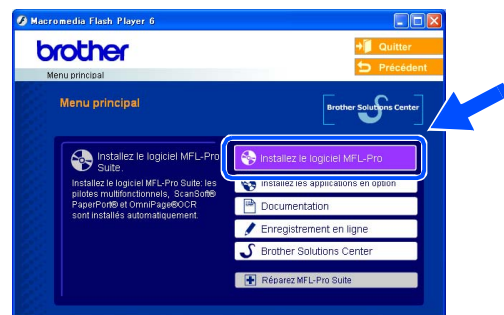 Macromedia Flash Player 6
brother
Quitter
Précédent
Menu principal
Menu principal
Brother Solutions Center
Installez le logiciel MFL-Pro Suite.
Installez le logiciel MFL-Pro Suite: les
pilotes multifonctionnels, ScanSoft®
PaperPort® et OmniPage®OCR
sont installés automatiquement.
Installez le logiciel MFL-Pro
Installez les applications en option
Documentation
Enregistrement en ligne
Brother Solutions Center
Réparez MFL-Pro Suite